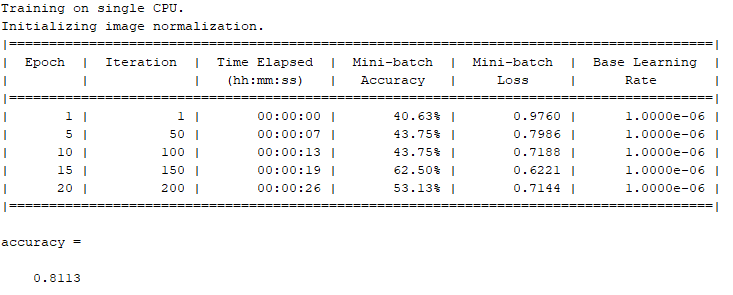 Training on single CPU.
Initializing image normalization.
|========================================================================================|
|  Epoch  |  Iteration  |  Time Elapsed  |  Mini-batch  |  Mini-batch  |  Base Learning  |
|         |             |   (hh:mm:ss)   |   Accuracy   |     Loss     |      Rate       |
|========================================================================================|
|       1 |           1 |       00:00:00 |       40.63% |       0.9760 |      1.0000e-06 |
|       5 |          50 |       00:00:07 |       43.75% |       0.7986 |      1.0000e-06 |
|      10 |         100 |       00:00:13 |       43.75% |       0.7188 |      1.0000e-06 |
|      15 |         150 |       00:00:19 |       62.50% |       0.6221 |      1.0000e-06 |
|      20 |         200 |       00:00:26 |       53.13% |       0.7144 |      1.0000e-06 |
|========================================================================================|
accuracy =
0.8113